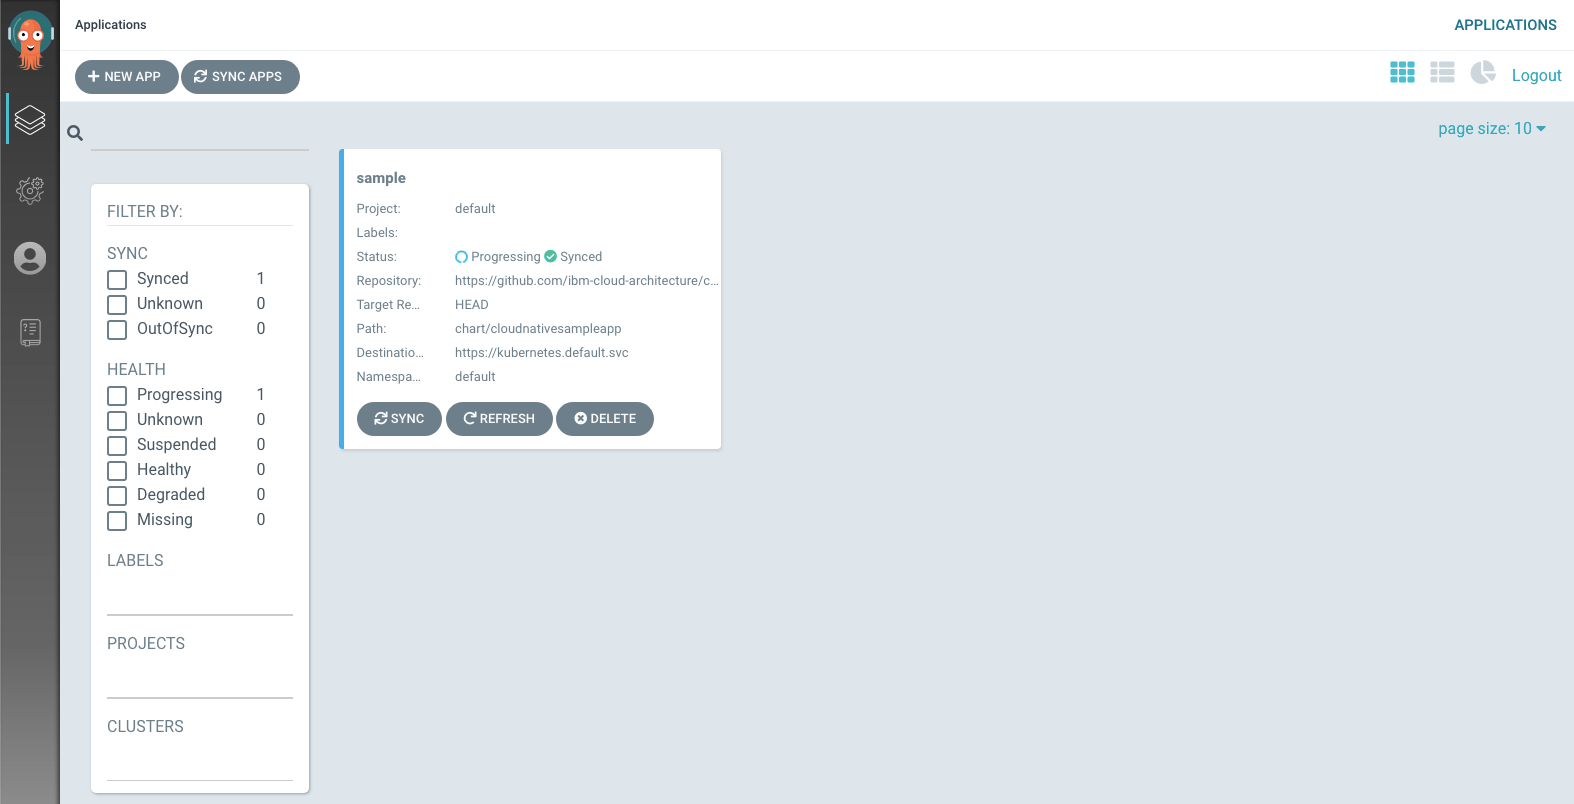 Applications
APPLICATIONS
NEW APP
SYNC APPS
Logout
page size: 10
FILTER BY:
SYNC
Synced 1
Unknown 0
OutOfSync 0
HEALTH
Progressing 1
Unknown 0
Suspended 0
Healthy 0
Degraded 0
Missing 0
LABELS
PROJECTS
CLUSTERS
sample
Project: default
Labels:
Status: Progressing Synced
Repository: https://github.com/ibm-cloud-architecture/c...
Target Re... HEAD
Path: chart/cloudnativesampleapp
Destinatio... https://kubernetes.default.svc
Namespa... default
SYNC
REFRESH
DELETE